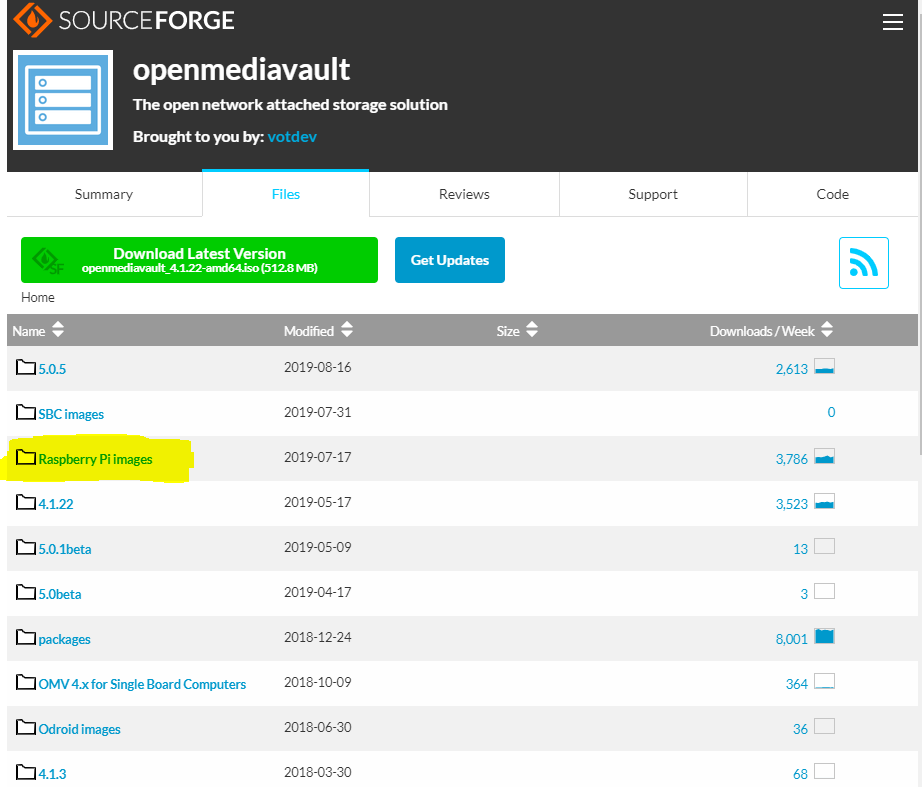 SOURCEFORGE
openmediavault
The open network attached storage solution
Brought to you by: votdev
Summary Files Reviews Support Code
Download Latest Version
openmediavault_4.1.22-amd64.iso (512.8 MB)
SF
Get Updates
Home
Name Modified Size Downloads / Week
5.0.5 2019-08-16 2,613
SBC images 2019-07-31 0
Raspberry Pi images 2019-07-17 3,786
4.1.22 2019-05-17 3,523
5.0.1beta 2019-05-09 13
5.0beta 2019-04-17 3
packages 2018-12-24 8,001
OMV 4.x for Single Board Computers 2018-10-09 364
Odroid images 2018-06-30 36
4.1.3 2018-03-30 68